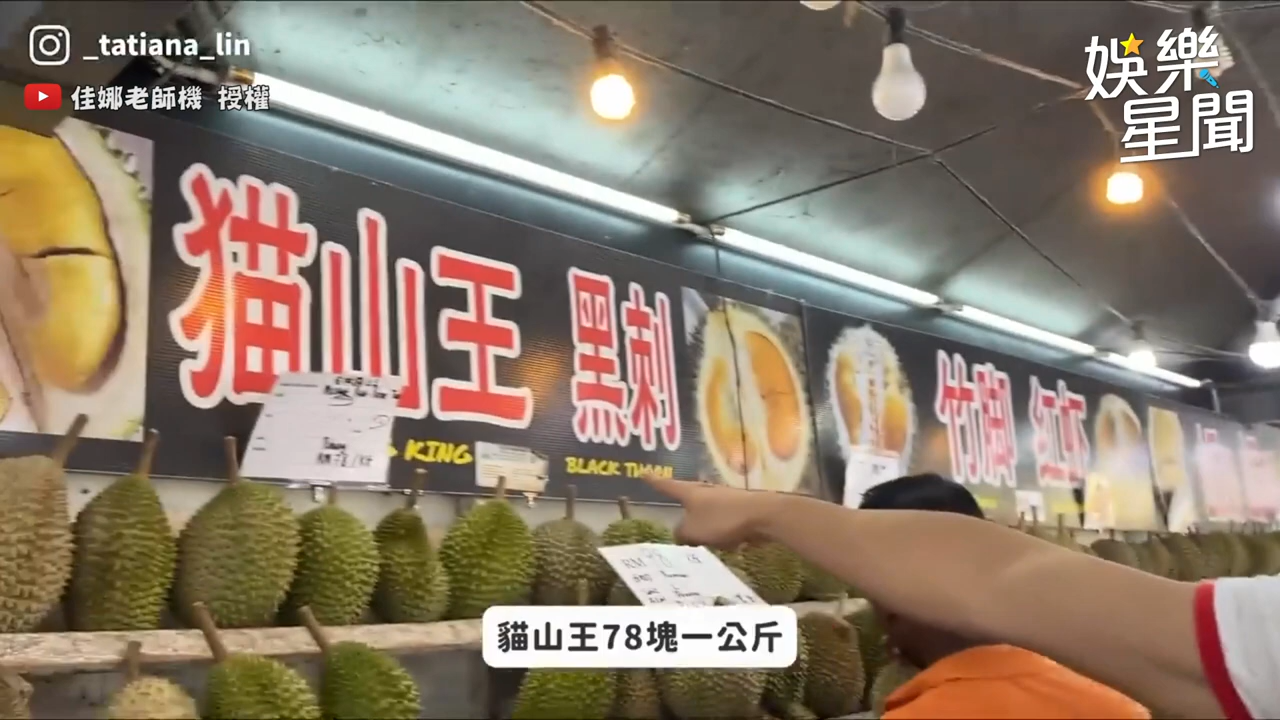 _tatiana_lin
佳娜老師機 授權
娛樂
星聞
猫山王 黑刺
KING
BLACK THORN
竹脚 红虾
貓山王78塊一公斤